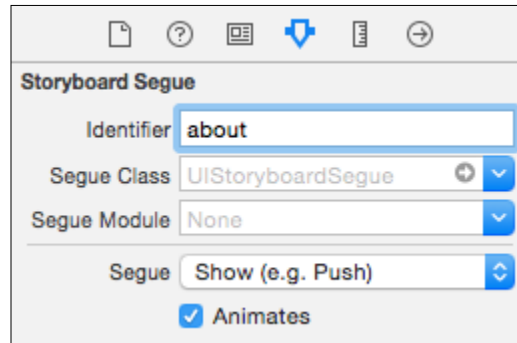 Storyboard Segue
Identifier about
Segue Class UIStoryboardSegue
Segue Module None
Segue Show (e.g. Push)
Animates